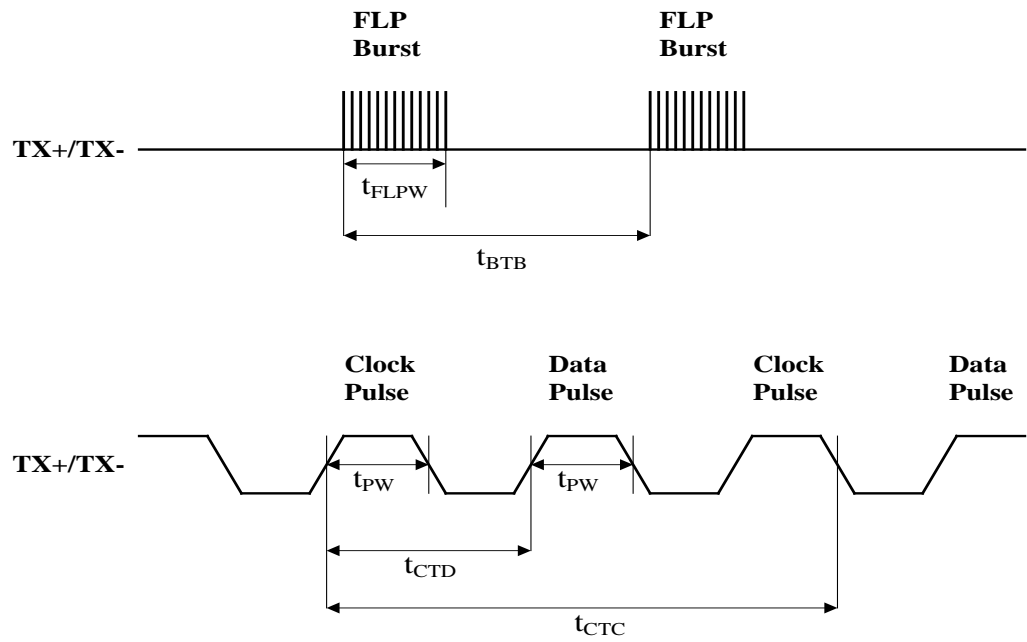 FLP
Burst
FLP
Burst
TX+/TX-
tFLPW
tBTB
Clock
Pulse
Data
Pulse
Clock
Pulse
Data
Pulse
TX+/TX-
tPW
tPW
tCTD
tCTC